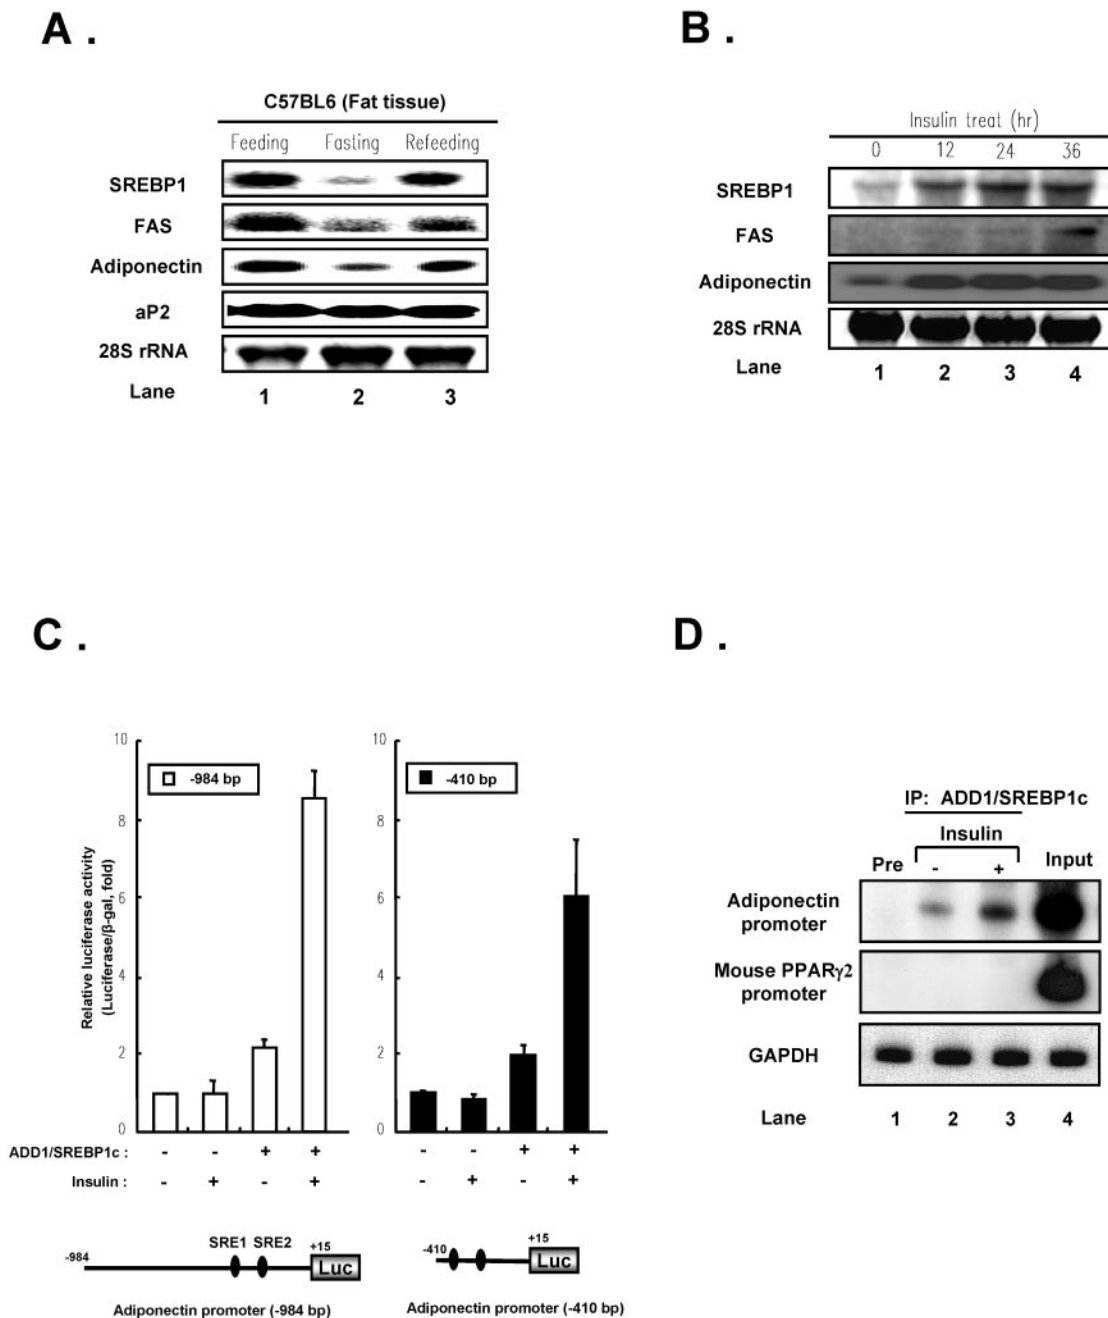 A .
C57BL6 (Fat tissue)
Feeding Fasting Refeeding
SREBP1
FAS
Adiponectin
aP2
28S rRNA
Lane 1 2 3
B .
Insulin treat (hr)
0 12 24 36
SREBP1
FAS
Adiponectin
28S rRNA
Lane 1 2 3 4
C .
Relative luciferase activity
(Luciferase/β-gal, fold)
10
8
6
4
2
0
-984 bp
10
8
6
4
2
0
-410 bp
ADD1/SREBP1c : - - + + - - + +
Insulin : - + - + - + - +
-984 SRE1 SRE2 +15
Luc
Adiponectin promoter (-984 bp)
-410 +15
Luc
Adiponectin promoter (-410 bp)
D .
IP: ADD1/SREBP1c
Insulin
Pre - + Input
Adiponectin
promoter
Mouse PPARγ2
promoter
GAPDH
Lane 1 2 3 4